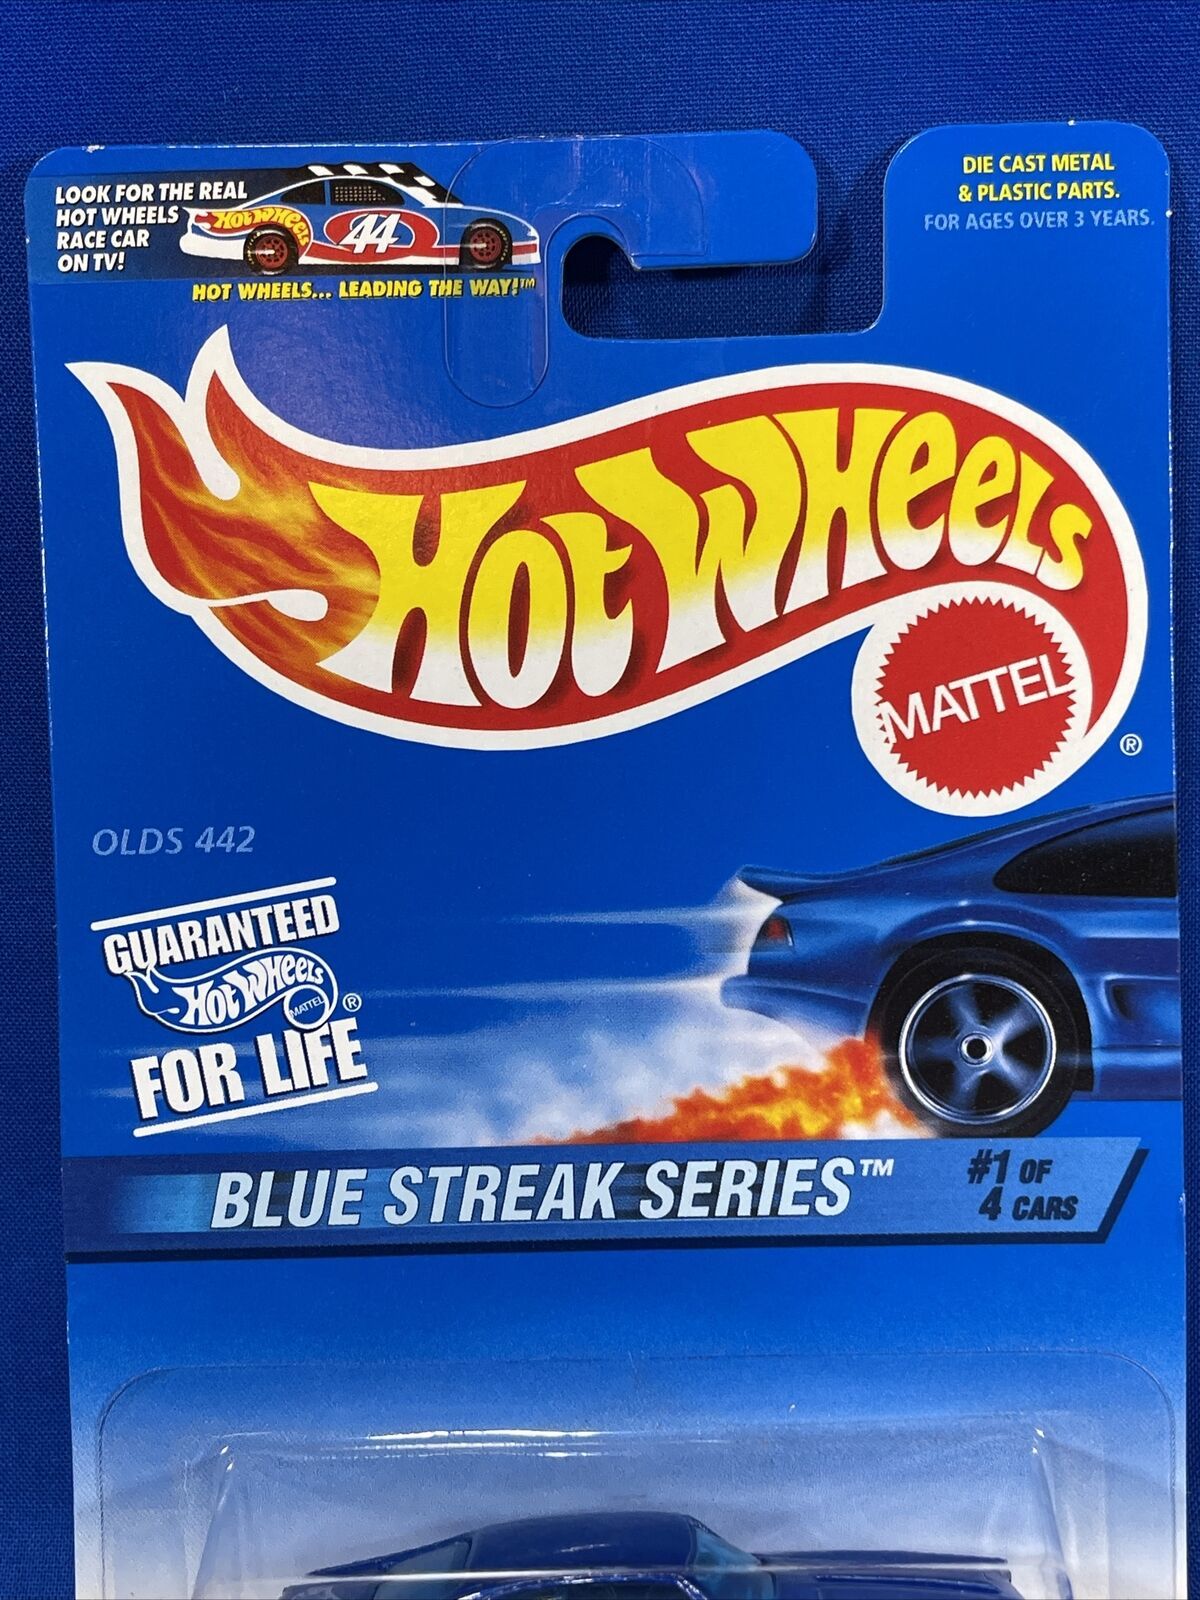 LOOK FOR THE REAL
HOT WHEELS
RACE CAR
ON TV!
HOT WHEELS
44
HOT WHEELS... LEADING THE WAY!™
DIE CAST METAL
& PLASTIC PARTS.
FOR AGES OVER 3 YEARS.
HOT WHEELS
MATTEL
®
OLDS 442
GUARANTEED
HOT WHEELS
MATTEL ®
FOR LIFE
BLUE STREAK SERIES™
#1 OF
4 CARS